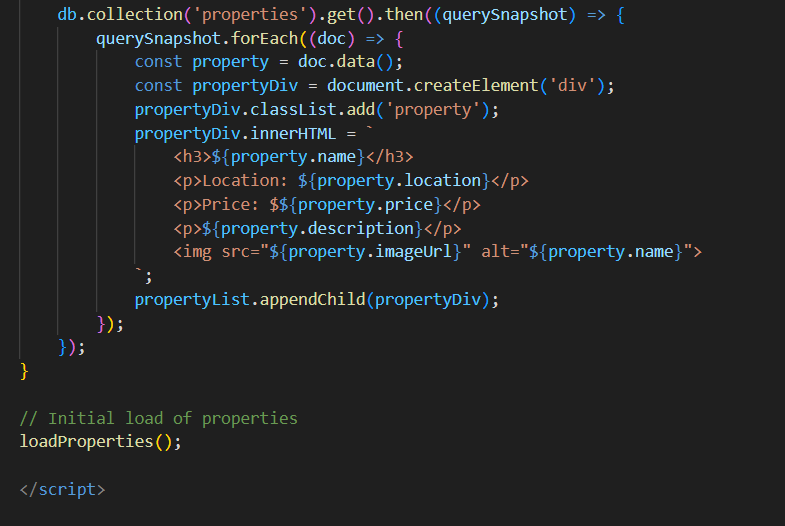 db.collection('properties').get().then((querySnapshot) => {
querySnapshot.forEach((doc) => {
const property = doc.data();
const propertyDiv = document.createElement('div');
propertyDiv.classList.add('property');
propertyDiv.innerHTML = `
<h3>${property.name}</h3>
<p>Location: ${property.location}</p>
<p>Price: $${property.price}</p>
<p>${property.description}</p>
<img src="${property.imageUrl}" alt="${property.name}">
`;
propertyList.appendChild(propertyDiv);
});
});
}
// Initial load of properties
loadProperties();
</script>